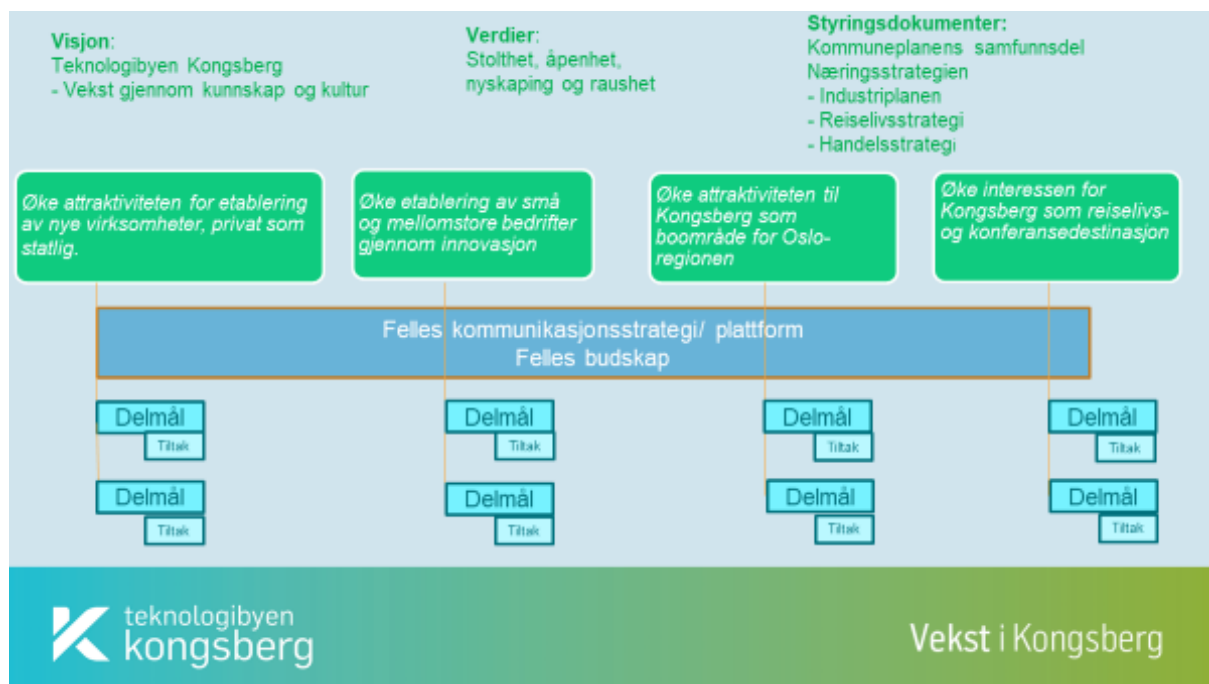 Visjon:
Teknologibyen Kongsberg
- Vekst gjennom kunnskap og kultur
Verdier:
Stolthet, åpenhet,
nyskaping og raushet
Styringsdokumenter:
Kommuneplanens samfunnsdel
Næringsstrategien
- Industriplanen
- Reiselivsstrategi
- Handelsstrategi
Øke attraktiviteten for etablering
av nye virksomheter, privat som
statlig.
Øke etablering av små
og mellomstore bedrifter
gjennom innovasjon
Øke attraktiviteten til
Kongsberg som
boområde for Oslo-
regionen
Øke interessen for
Kongsberg som reiselivs-
og konferansedestinasjon
Felles kommunikasjonsstrategi/ plattform
Felles budskap
Delmål
Tiltak
Delmål
Tiltak
Delmål
Tiltak
Delmål
Tiltak
Delmål
Tiltak
Delmål
Tiltak
Delmål
Tiltak
Delmål
Tiltak
teknologibyen
kongsberg
Vekst i Kongsberg